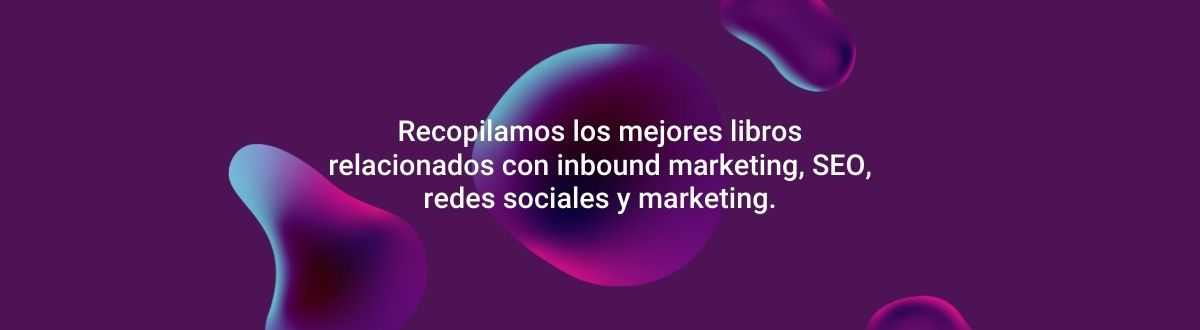 Recopilamos los mejores libros
relacionados con inbound marketing, SEO,
redes sociales y marketing.